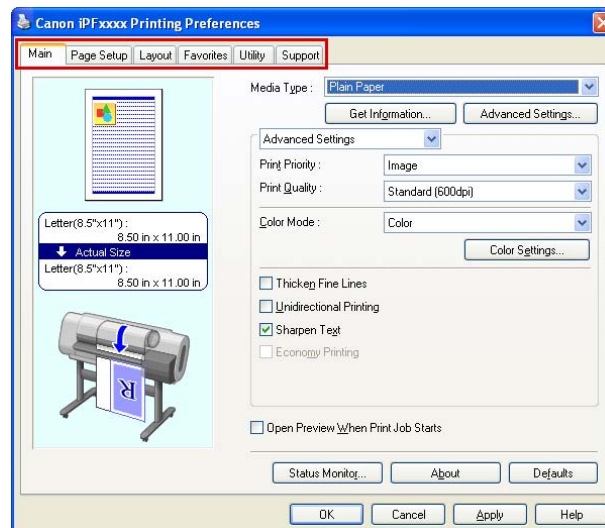 Canon iPFxxxx Printing Preferences
Main Page Setup Layout Favorites Utility Support
Media Type : Plain Paper
Get Information... Advanced Settings...
Advanced Settings
Print Priority : Image
Print Quality : Standard (600dpi)
Color Mode : Color
Color Settings...
Letter(8.5"x11") :
8.50 in x 11.00 in
Actual Size
Letter(8.5"x11") :
8.50 in x 11.00 in
R
Thicken Fine Lines
Unidirectional Printing
Sharpen Text
Economy Printing
Open Preview When Print Job Starts
Status Monitor... About Defaults
OK Cancel Apply Help